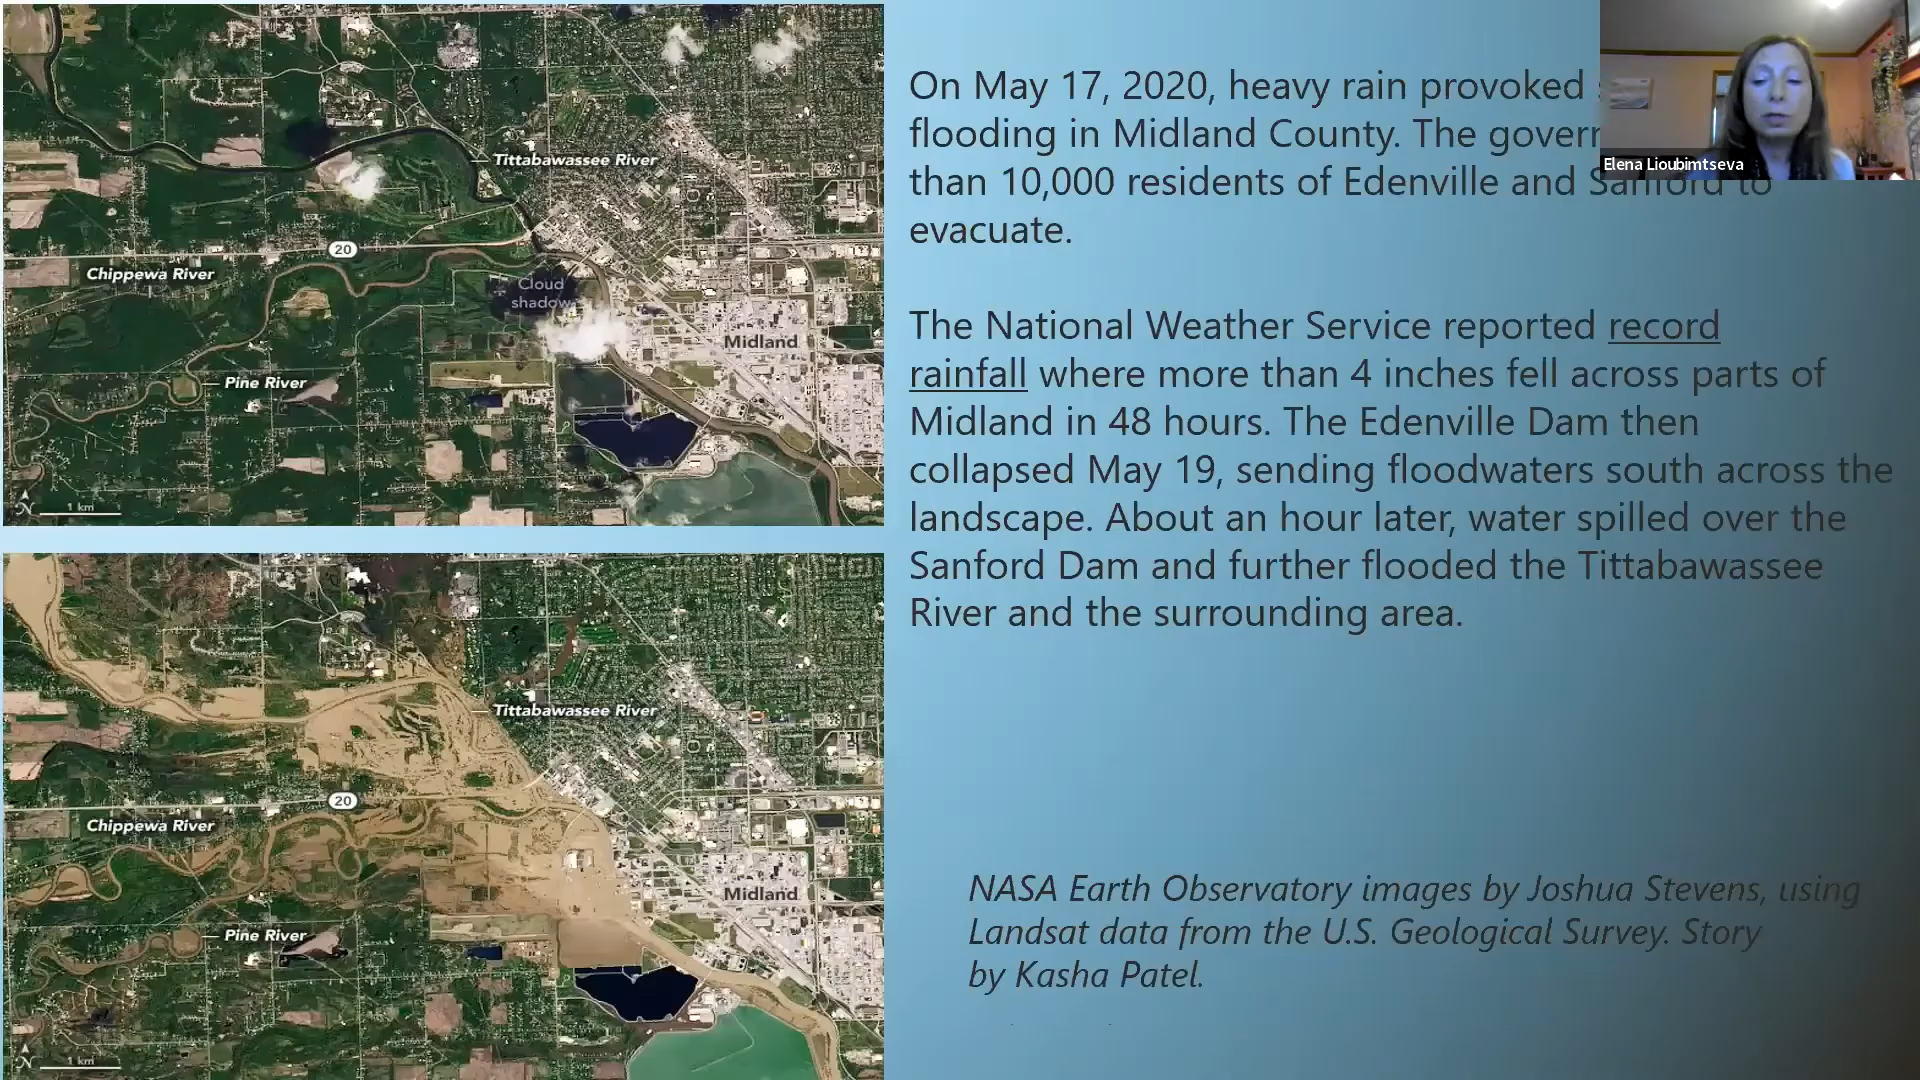 Tittabawassee River
20
Chippewa River
Cloud
shadow
Midland
Pine River
N
1 km
Tittabawassee River
20
Chippewa River
Midland
Pine River
N
1 km
On May 17, 2020, heavy rain provoked
flooding in Midland County. The govern
than 10,000 residents of Edenville and Sanford to
evacuate.
The National Weather Service reported record
rainfall where more than 4 inches fell across parts of
Midland in 48 hours. The Edenville Dam then
collapsed May 19, sending floodwaters south across the
landscape. About an hour later, water spilled over the
Sanford Dam and further flooded the Tittabawassee
River and the surrounding area.
NASA Earth Observatory images by Joshua Stevens, using
Landsat data from the U.S. Geological Survey. Story
by Kasha Patel.
Elena Lioubimtseva